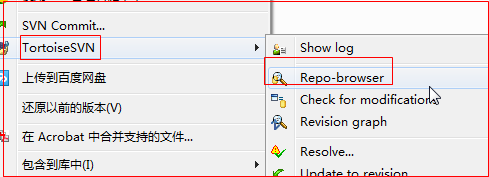 SVN Commit...
TortoiseSVN
上传到百度网盘
还原以前的版本(V)
在 Acrobat 中合并支持的文件...
包含到库中(I)
Show log
Repo-browser
Check for modifications
Revision graph
Resolve...
Update to revision